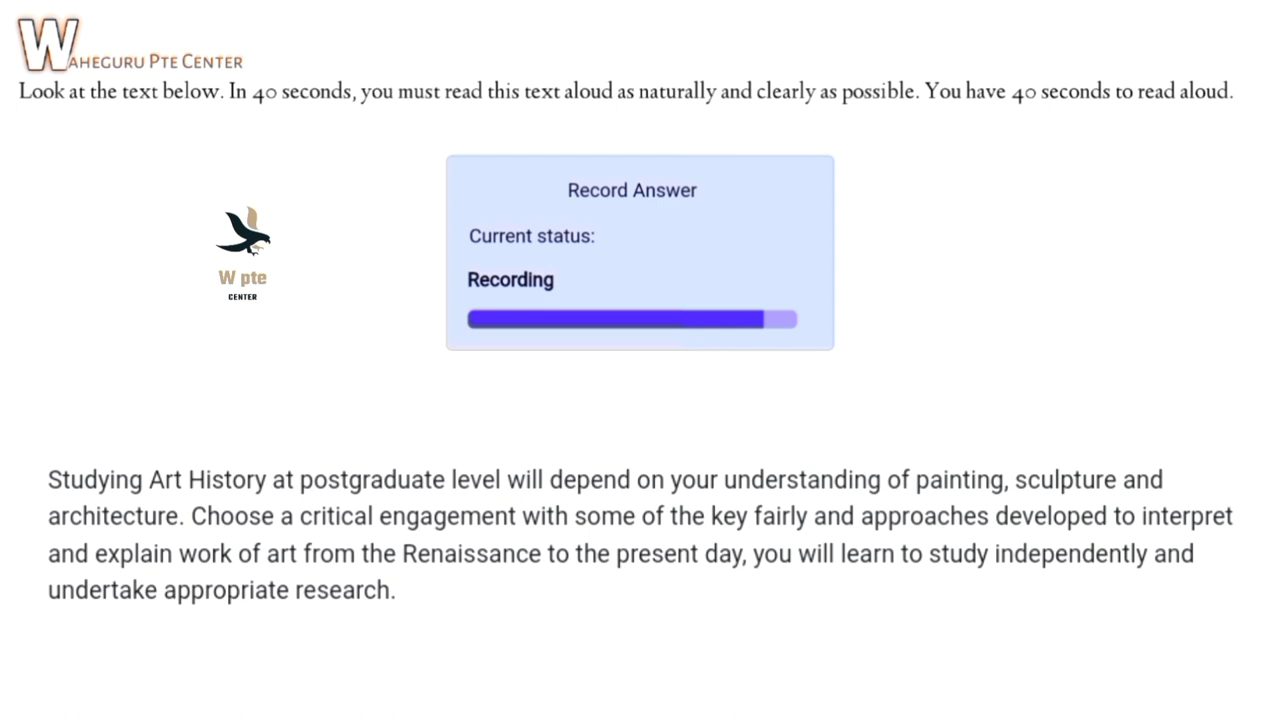 WAHEGURU PTE CENTER
Look at the text below. In 40 seconds, you must read this text aloud as naturally and clearly as possible. You have 40 seconds to read aloud.
Record Answer
Current status:
Recording
W pte
CENTER
Studying Art History at postgraduate level will depend on your understanding of painting, sculpture and
architecture. Choose a critical engagement with some of the key fairly and approaches developed to interpret
and explain work of art from the Renaissance to the present day, you will learn to study independently and
undertake appropriate research.